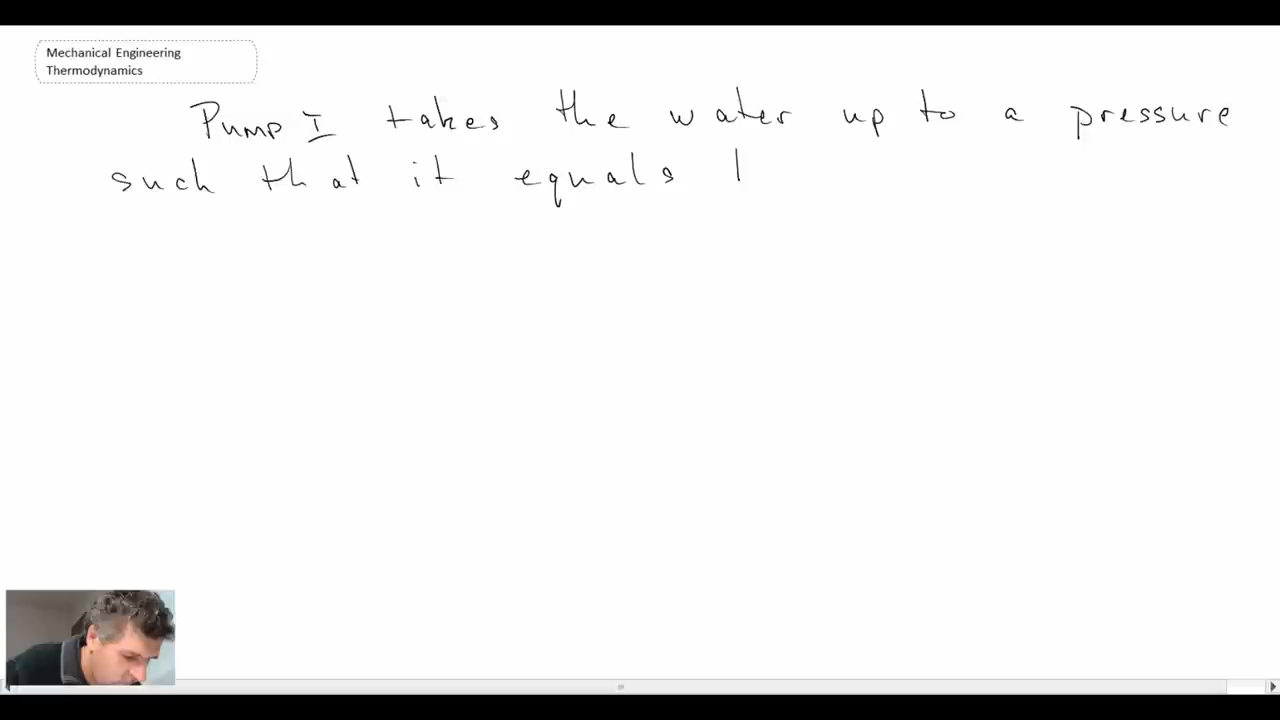 Mechanical Engineering
Thermodynamics
Pump I takes the water up to a pressure
such that it equals